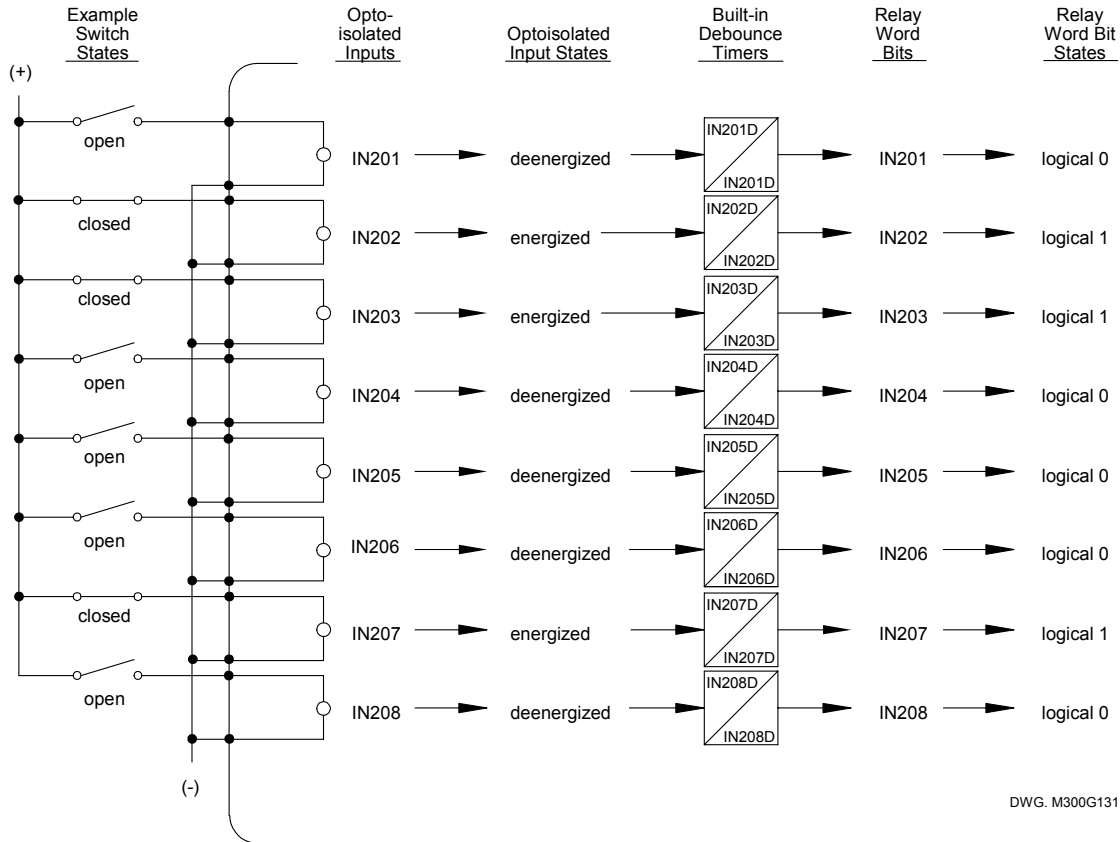 Example
Switch
States
Opto-
isolated
Inputs
Optoisolated
Input States
Built-in
Debounce
Timers
Relay
Word
Bits
Relay
Word Bit
States
(+)
open
IN201
deenergized
IN201D
IN201D
IN201
logical 0
closed
IN202
energized
IN202D
IN202D
IN202
logical 1
closed
IN203
energized
IN203D
IN203D
IN203
logical 1
open
IN204
deenergized
IN204D
IN204D
IN204
logical 0
open
IN205
deenergized
IN205D
IN205D
IN205
logical 0
open
IN206
deenergized
IN206D
IN206D
IN206
logical 0
closed
IN207
energized
IN207D
IN207D
IN207
logical 1
open
IN208
deenergized
IN208D
IN208D
IN208
logical 0
(-)
DWG. M300G131